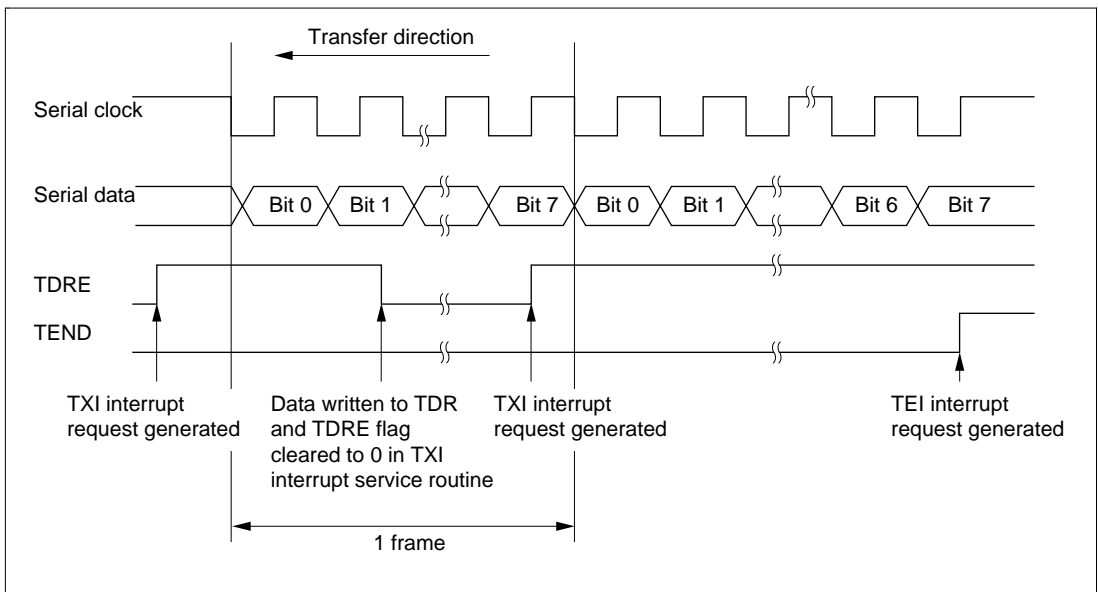 Transfer direction
Serial clock
Serial data
Bit 0
Bit 1
Bit 7
Bit 0
Bit 1
Bit 6
Bit 7
TDRE
TEND
TXI interrupt
request generated
Data written to TDR
and TDRE flag
cleared to 0 in TXI
interrupt service routine
TXI interrupt
request generated
TEI interrupt
request generated
1 frame